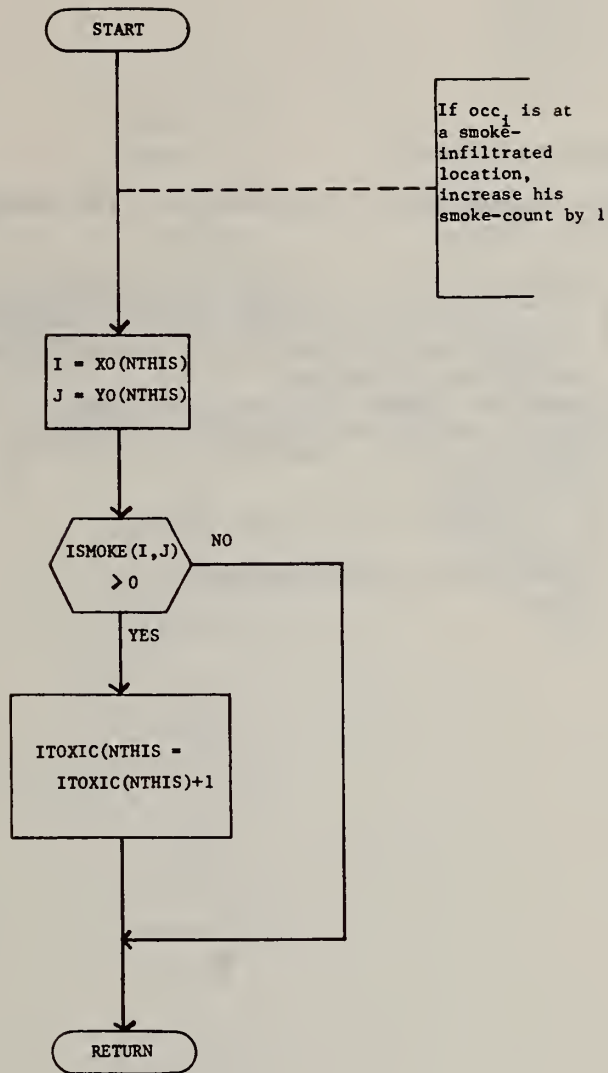 START
If occ_i is at
a smoke-
infiltrated
location,
increase his
smoke-count by 1
I = XO(NTHIS)
J = YO(NTHIS)
ISMOKE(I,J)
> 0
NO
YES
ITOXIC(NTHIS =
ITOXIC(NTHIS)+1
RETURN